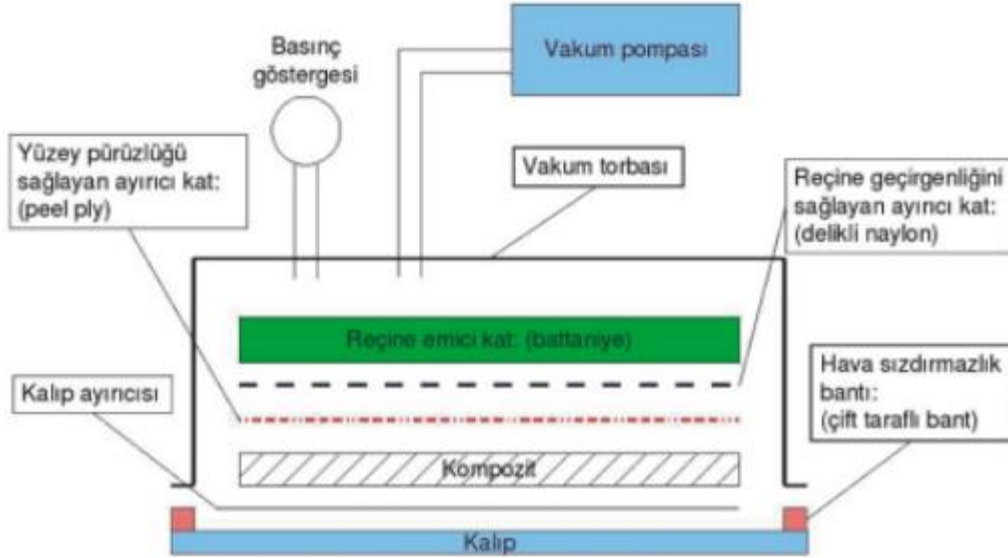 Basınç
göstergesi
Vakum pompası
Yüzey pürüzlüğü
sağlayan ayırıcı kat:
(peel ply)
Vakum torbası
Reçine geçirgenliğini
sağlayan ayırıcı kat:
(delikli naylon)
Reçine emici kat: (battaniye)
Kalıp ayırıcısı
Hava sızdırmazlık
bantı:
(çift taraflı bant)
Kompozit
Kalıp